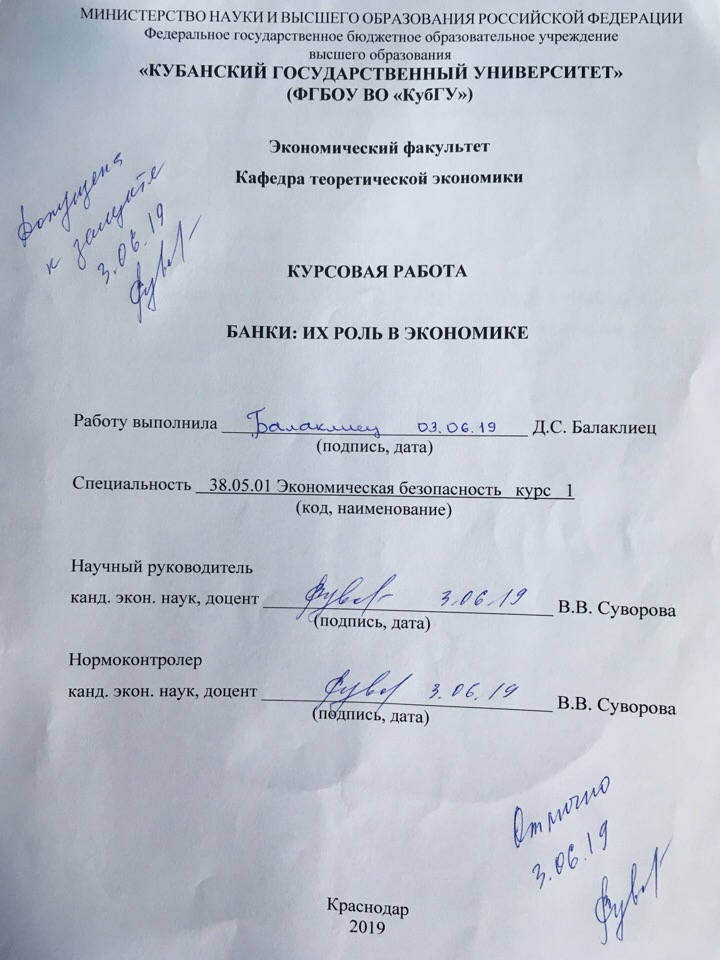 МИНИСТЕРСТВО НАУКИ И ВЫСШЕГО ОБРАЗОВАНИЯ РОССИЙСКОЙ ФЕДЕРАЦИИ
Федеральное государственное бюджетное образовательное учреждение
высшего образования
«КУБАНСКИЙ ГОСУДАРСТВЕННЫЙ УНИВЕРСИТЕТ»
(ФГБОУ ВО «КубГУ»)
Экономический факультет
Кафедра теоретической экономики
Допущена
к защите
3.06.19
КУРСОВАЯ РАБОТА
БАНКИ: ИХ РОЛЬ В ЭКОНОМИКЕ
Работу выполнила Балаклиец 03.06.19 Д.С. Балаклиец
(подпись, дата)
Специальность 38.05.01 Экономическая безопасность курс 1
(код, наименование)
Научный руководитель
канд. экон. наук, доцент 3.06.19 В.В. Суворова
(подпись, дата)
Нормоконтролер
канд. экон. наук, доцент 3.06.19 В.В. Суворова
(подпись, дата)
Отлично
3.06.19
Краснодар
2019